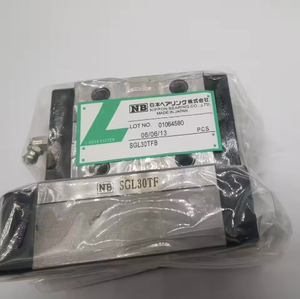 NB 日本ベアリング株式会社
NIPPON BEARING CO.,LTD.
MADE IN JAPAN
LOT NO. 01064580
06/06/13 PCS
SGL30TFB
NB SGL30TF